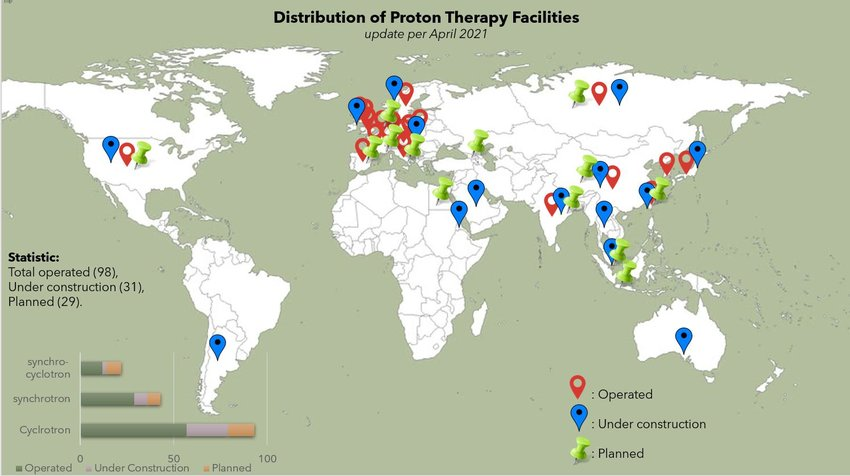 Distribution of Proton Therapy Facilities
update per April 2021
Statistic:
Total operated (98),
Under construction (31),
Planned (29).
synchro-
cyclotron
synchrotron
Cyclrotron
0
50
100
Operated
Under Construction
Planned
: Operated
: Under construction
: Planned